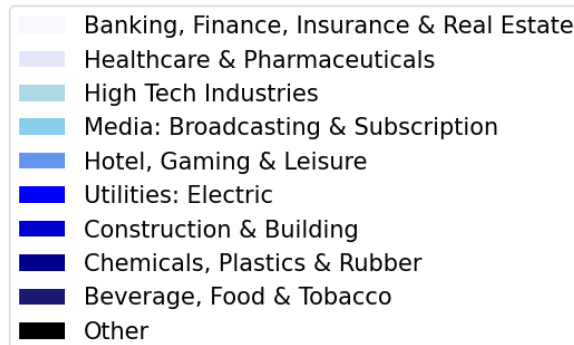 Banking, Finance, Insurance & Real Estate
Healthcare & Pharmaceuticals
High Tech Industries
Media: Broadcasting & Subscription
Hotel, Gaming & Leisure
Utilities: Electric
Construction & Building
Chemicals, Plastics & Rubber
Beverage, Food & Tobacco
Other